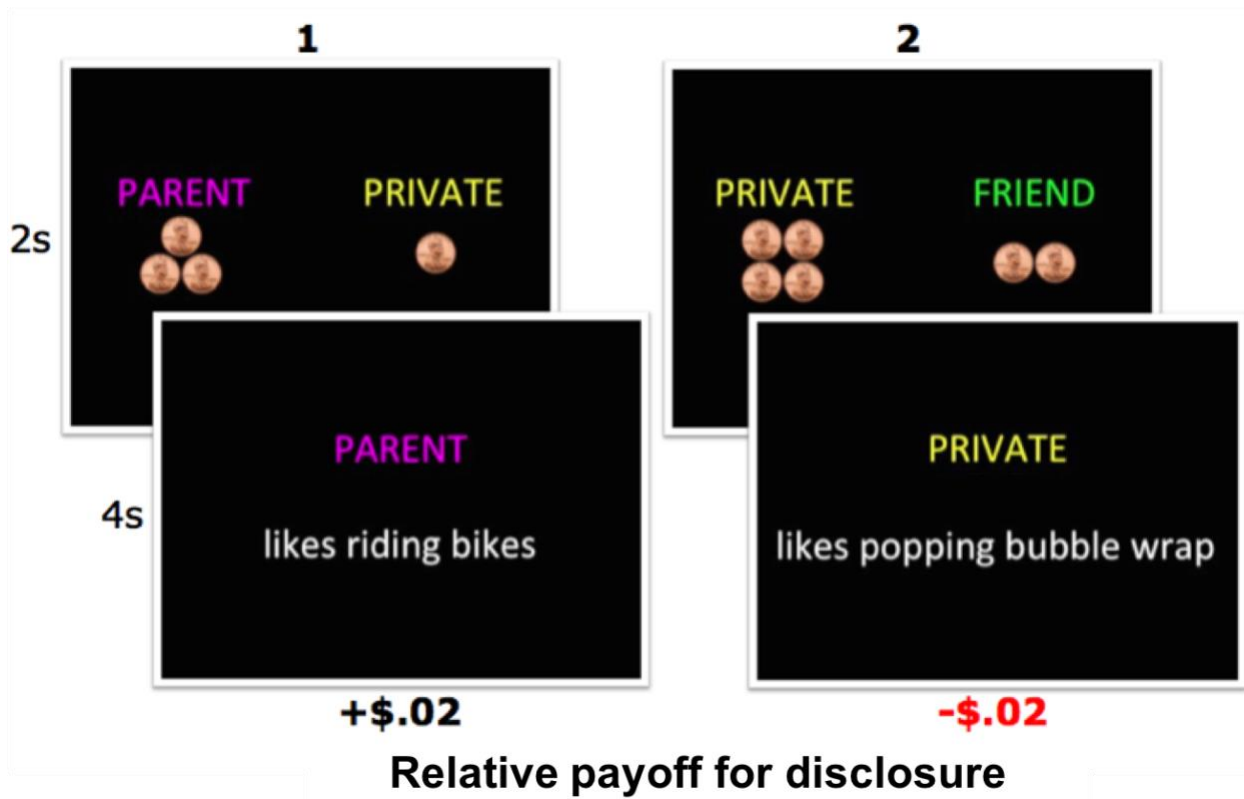 1
2
PARENT PRIVATE
PRIVATE FRIEND
2s
PARENT
likes riding bikes
PRIVATE
likes popping bubble wrap
4s
+$.02
-$.02
Relative payoff for disclosure